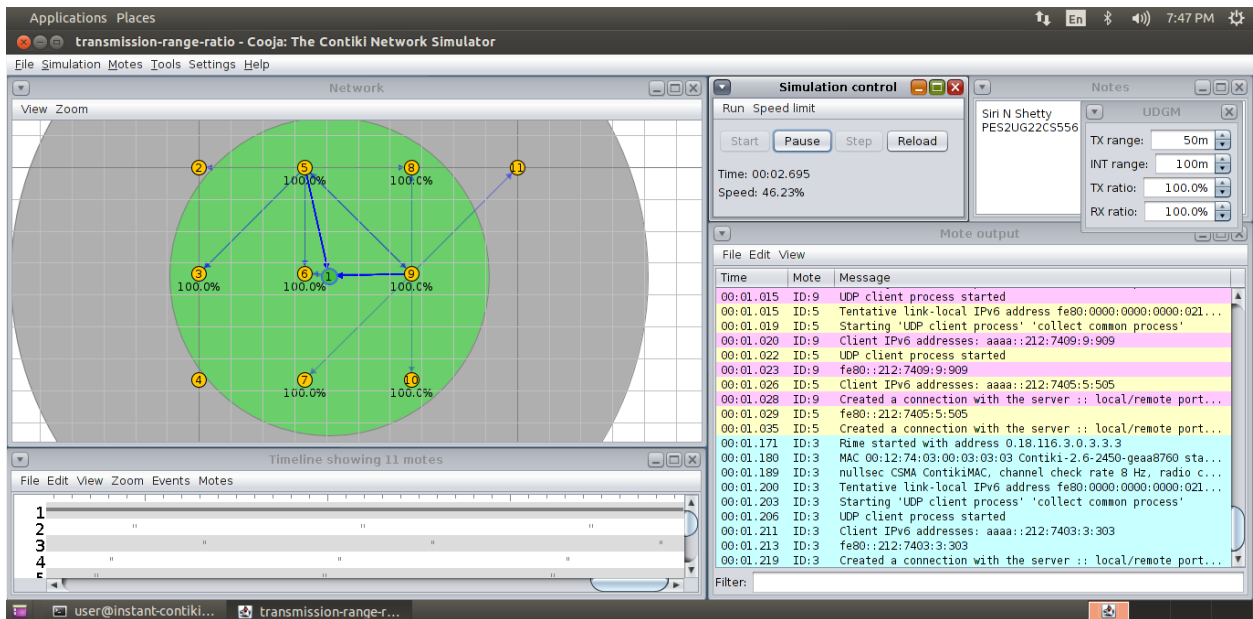 Applications Places
En
7:47 PM
transmission-range-ratio - Cooja: The Contiki Network Simulator
File Simulation Motes Tools Settings Help
Network
View Zoom
2
5
100.0%
8
100.0%
11
3
100.0%
6
100.0%
1
9
100.0%
4
7
100.0%
10
100.0%
Simulation control
Run Speed limit
Start Pause Step Reload
Time: 00:02.695
Speed: 46.23%
Notes
Siri N Shetty
PES2UG22CS556
UDGM
TX range: 50m
INT range: 100m
TX ratio: 100.0%
RX ratio: 100.0%
Mote output
File Edit View
Time Mote Message
00:01.015 ID:9 UDP client process started
00:01.015 ID:5 Tentative link-local IPv6 address fe80:0000:0000:0000:021...
00:01.019 ID:5 Starting 'UDP client process' 'collect common process'
00:01.020 ID:9 Client IPv6 addresses: aaaa::212:7409:9:909
00:01.022 ID:5 UDP client process started
00:01.023 ID:9 fe80::212:7409:9:909
00:01.026 ID:5 Client IPv6 addresses: aaaa::212:7405:5:505
00:01.028 ID:9 Created a connection with the server :: local/remote port...
00:01.029 ID:5 fe80::212:7405:5:505
00:01.035 ID:5 Created a connection with the server :: local/remote port...
00:01.171 ID:3 Rime started with address 0.18.116.3.0.3.3.3
00:01.180 ID:3 MAC 00:12:74:03:00:03:03:03 Contiki-2.6-2450-geaa8760 sta...
00:01.189 ID:3 nullsec CSMA ContikiMAC, channel check rate 8 Hz, radio c...
00:01.200 ID:3 Tentative link-local IPv6 address fe80:0000:0000:0000:021...
00:01.203 ID:3 Starting 'UDP client process' 'collect common process'
00:01.206 ID:3 UDP client process started
00:01.211 ID:3 Client IPv6 addresses: aaaa::212:7403:3:303
00:01.213 ID:3 fe80::212:7403:3:303
00:01.219 ID:3 Created a connection with the server :: local/remote port...
Filter:
Timeline showing 11 motes
File Edit View Zoom Events Motes
1
2
3
4
user@instant-contiki...
transmission-range-r...